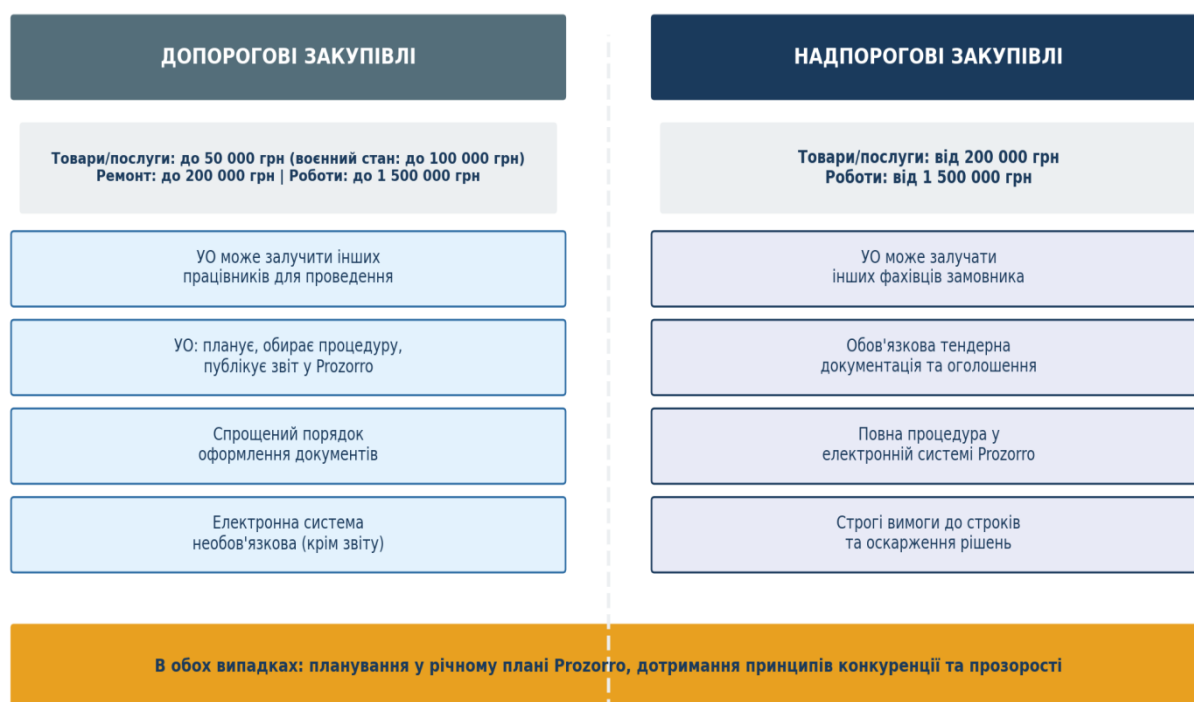 ДОПОРОГОВІ ЗАКУПІВЛІ
Товари/послуги: до 50 000 грн (воєнний стан: до 100 000 грн)
Ремонт: до 200 000 грн | Роботи: до 1 500 000 грн
УО може залучити інших
працівників для проведення
УО: планує, обирає процедуру,
публікує звіт у Prozorro
Спрощений порядок
оформлення документів
Електронна система
необов'язкова (крім звіту)
НАДПОРОГОВІ ЗАКУПІВЛІ
Товари/послуги: від 200 000 грн
Роботи: від 1 500 000 грн
УО може залучати
інших фахівців замовника
Обов'язкова тендерна
документація та оголошення
Повна процедура у
електронній системі Prozorro
Строгі вимоги до строків
та оскарження рішень
В обох випадках: планування у річному плані Prozorro, дотримання принципів конкуренції та прозорості